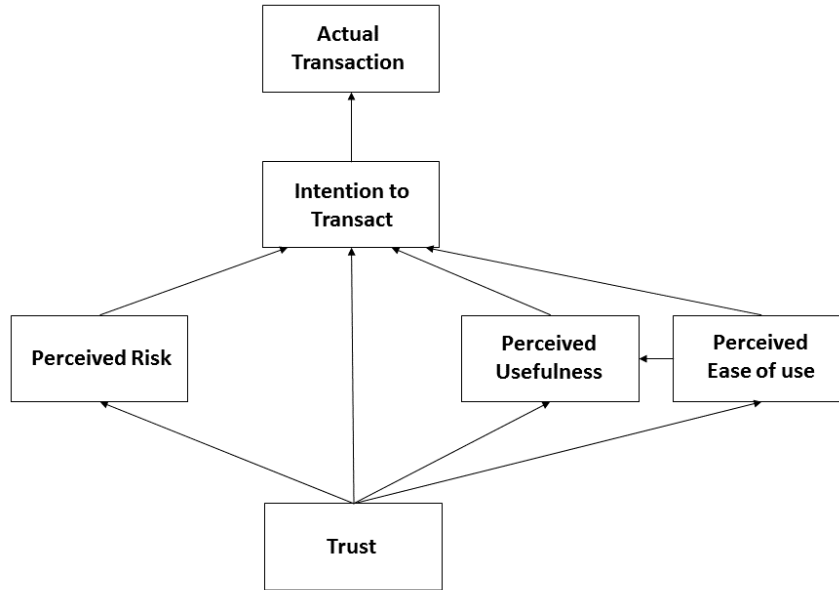 Actual
Transaction
Intention to
Transact
Perceived Risk
Perceived
Usefulness
Perceived
Ease of use
Trust